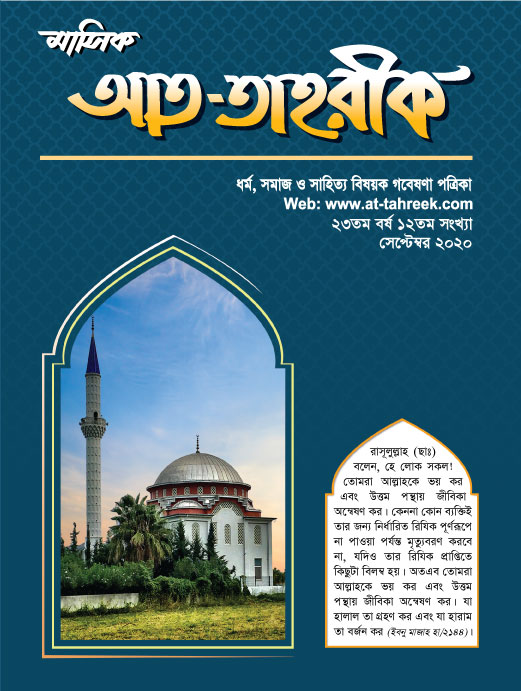 মাসিক
আত-তাহরীক
ধর্ম, সমাজ ও সাহিত্য বিষয়ক গবেষণা পত্রিকা
Web: www.at-tahreek.com
২৩তম বর্ষ ১২তম সংখ্যা
সেপ্টেম্বর ২০২০
রাসূলুল্লাহ (ছাঃ)
বলেন, হে লোক সকল!
তোমরা আল্লাহকে ভয় কর
এবং উত্তম পন্থায় জীবিকা
অন্বেষণ কর। কেননা কোন ব্যক্তিই
তার জন্য নির্ধারিত রিযিক পূর্ণরূপে
না পাওয়া পর্যন্ত মৃত্যুবরণ করবে
না, যদিও তার রিযিক প্রাপ্তিতে
কিছুটা বিলম্ব হয়। অতএব তোমরা
আল্লাহকে ভয় কর এবং উত্তম
পন্থায় জীবিকা অন্বেষণ কর। যা
হালাল তা গ্রহণ কর এবং যা হারাম
তা বর্জন কর (ইবনু মাজাহ হা/২১৪৪)।